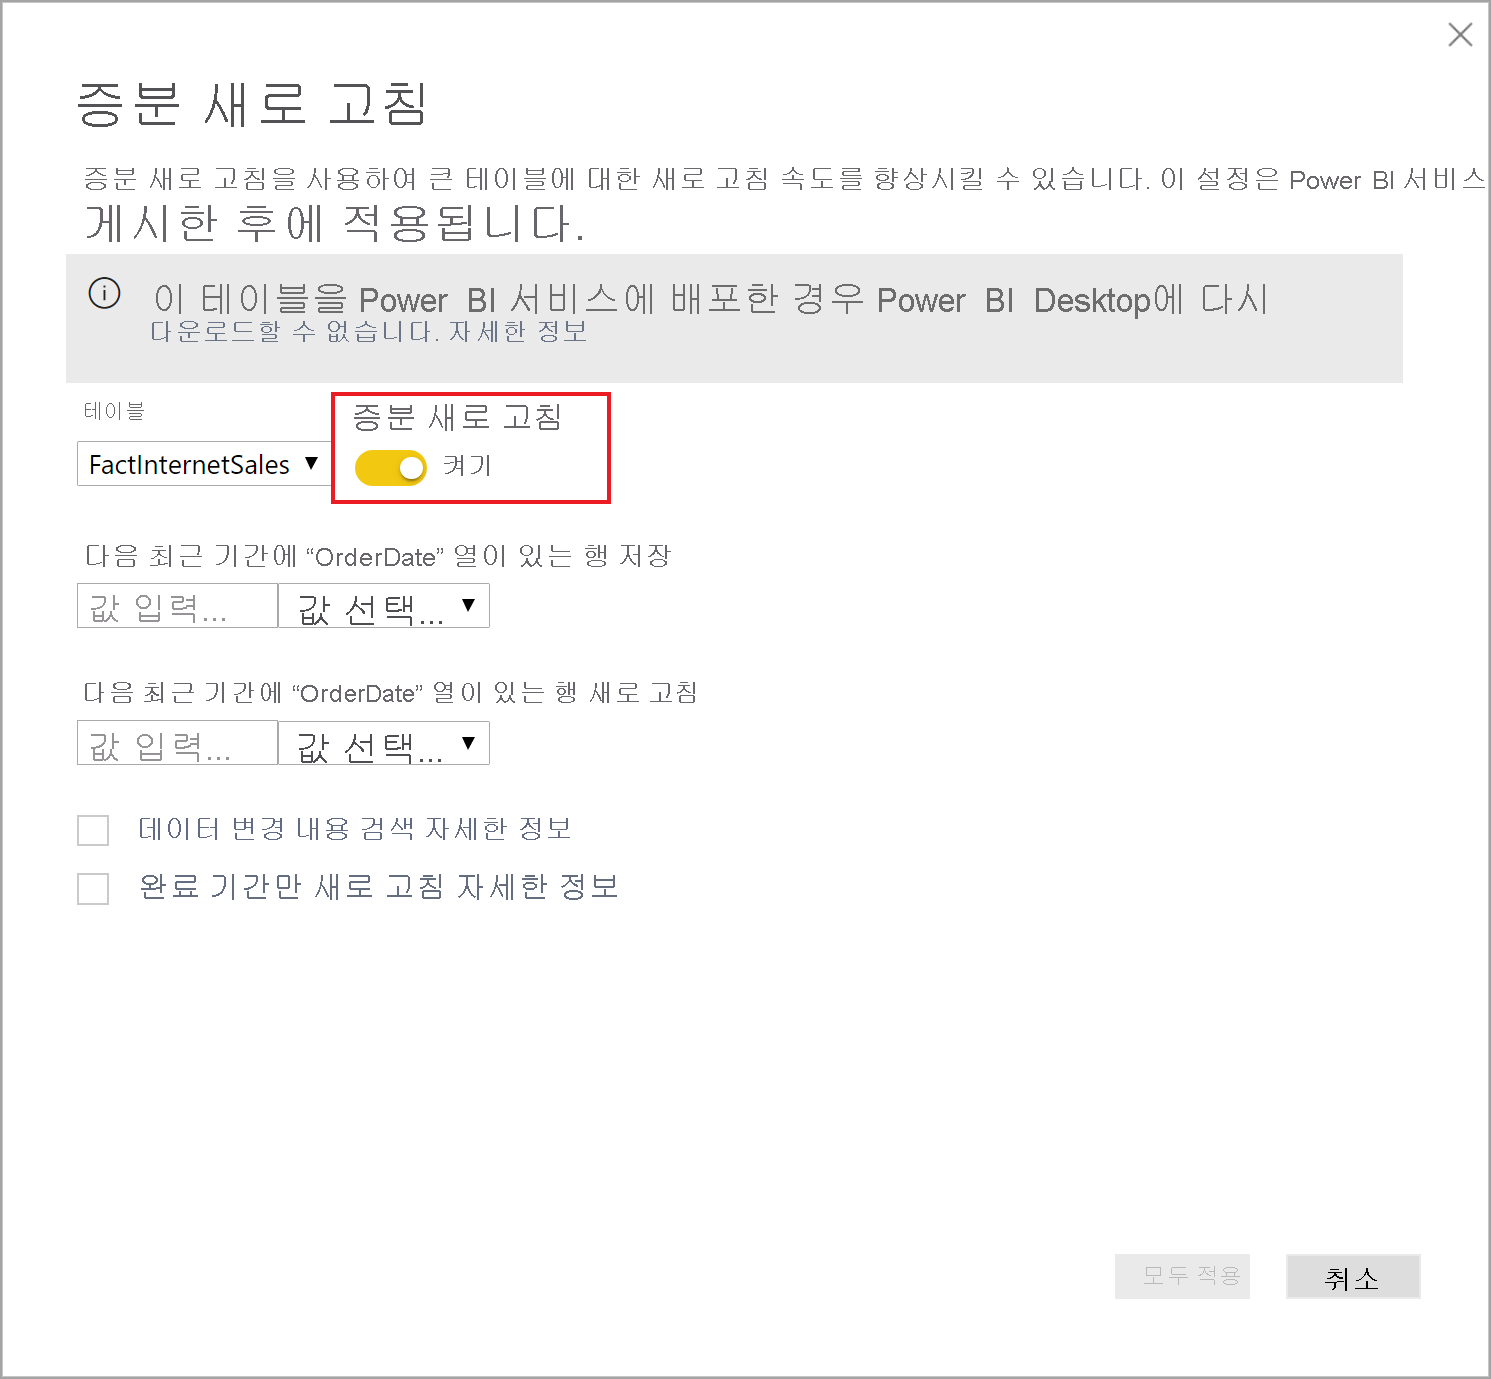 증분 새로 고침
증분 새로 고침을 사용하여 큰 테이블에 대한 새로 고침 속도를 향상시킬 수 있습니다. 이 설정은 Power BI 서비스
게시한 후에 적용됩니다.
이 테이블을 Power BI 서비스에 배포한 경우 Power BI Desktop에 다시
다운로드할 수 없습니다. 자세한 정보
테이블
증분 새로 고침
FactInternetSales
켜기
다음 최근 기간에 “OrderDate” 열이 있는 행 저장
값 입력... 값 선택...
다음 최근 기간에 “OrderDate” 열이 있는 행 새로 고침
값 입력... 값 선택...
데이터 변경 내용 검색 자세한 정보
완료 기간만 새로 고침 자세한 정보
모두 적용 취소